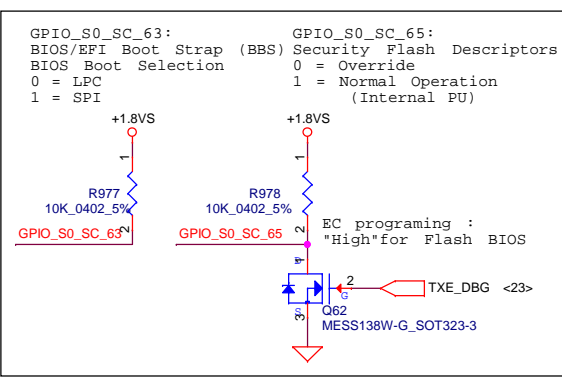 GPIO_S0_SC_63:
BIOS/EFI Boot Strap (BBS)
BIOS Boot Selection
0 = LPC
1 = SPI
GPIO_S0_SC_65:
Security Flash Descriptors
0 = Override
1 = Normal Operation
(Internal PU)
+1.8VS
+1.8VS
1
1
R977
10K_0402_5%
2
GPIO_S0_SC_63
R978
10K_0402_5%
2
GPIO_S0_SC_65
EC programing :
"High"for Flash BIOS
1
2
G
TXE_DBG <23>
3
S
Q62
MESS138W-G_SOT323-3